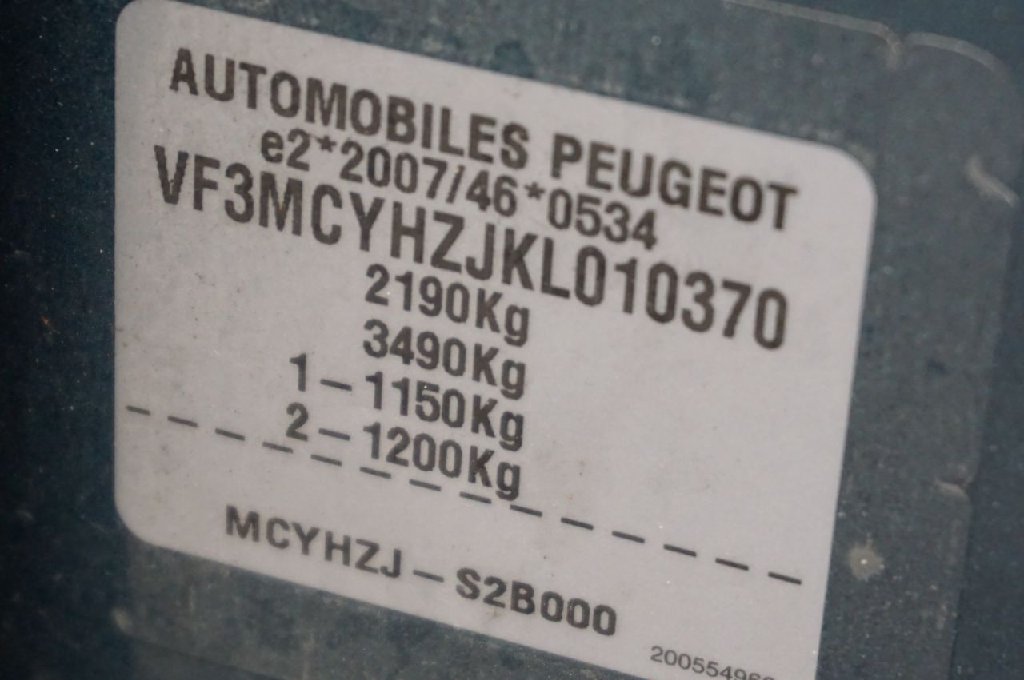 AUTOMOBILES PEUGEOT
e2*2007/46*0534
VF3MCYHZJKL010370
2190Kg
3490Kg
1 – 1150Kg
2 – 1200Kg
MCYHZJ – S2B000